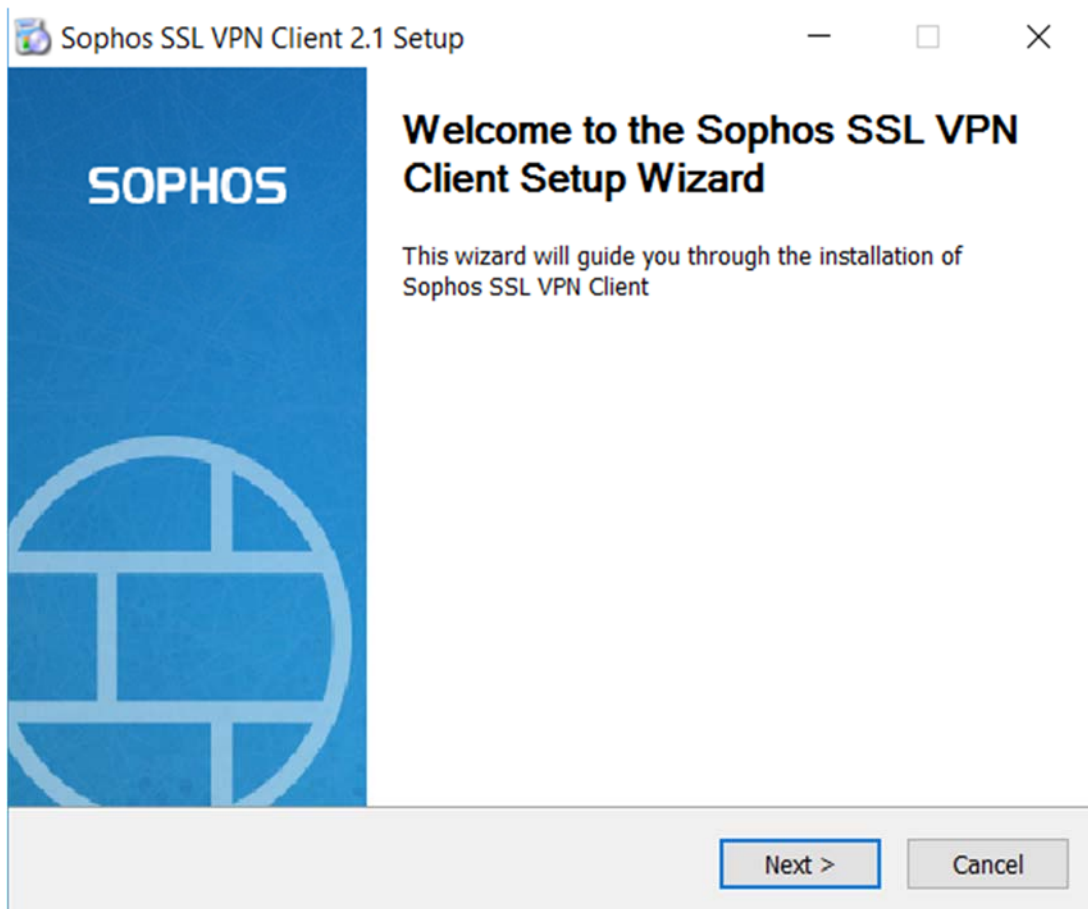 Sophos SSL VPN Client 2.1 Setup
SOPHOS
Welcome to the Sophos SSL VPN
Client Setup Wizard
This wizard will guide you through the installation of
Sophos SSL VPN Client
Next >
Cancel